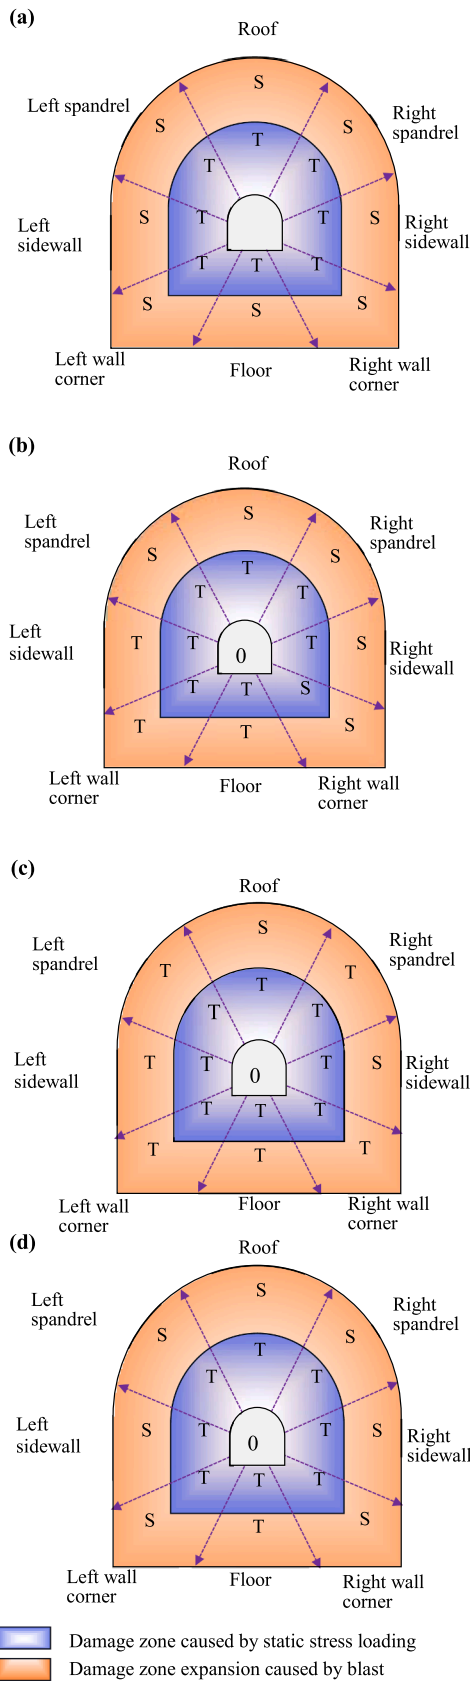 (a)
Roof
Left spandrel
Right
spandrel
S
S
S
T
T
T
Left
sidewall
S
T
T
S
Right
sidewall
T
T
T
S
S
S
Left wall
corner
Floor
Right wall
corner
(b)
Roof
Left
spandrel
Right
spandrel
S
S
S
T
T
T
Left
sidewall
T
T
0
T
S
Right
sidewall
T
T
S
T
T
S
Left wall
corner
Floor
Right wall
corner
(c)
Roof
Left
spandrel
Right
spandrel
S
T
T
T
T
T
Left
sidewall
T
T
0
T
S
Right
sidewall
T
T
T
T
T
T
Left wall
corner
Floor
Right wall
corner
(d)
Roof
Left
spandrel
Right
spandrel
S
S
S
T
T
T
Left
sidewall
S
T
0
T
S
Right
sidewall
T
T
T
S
T
S
Left wall
corner
Floor
Right wall
corner
Damage zone caused by static stress loading
Damage zone expansion caused by blast